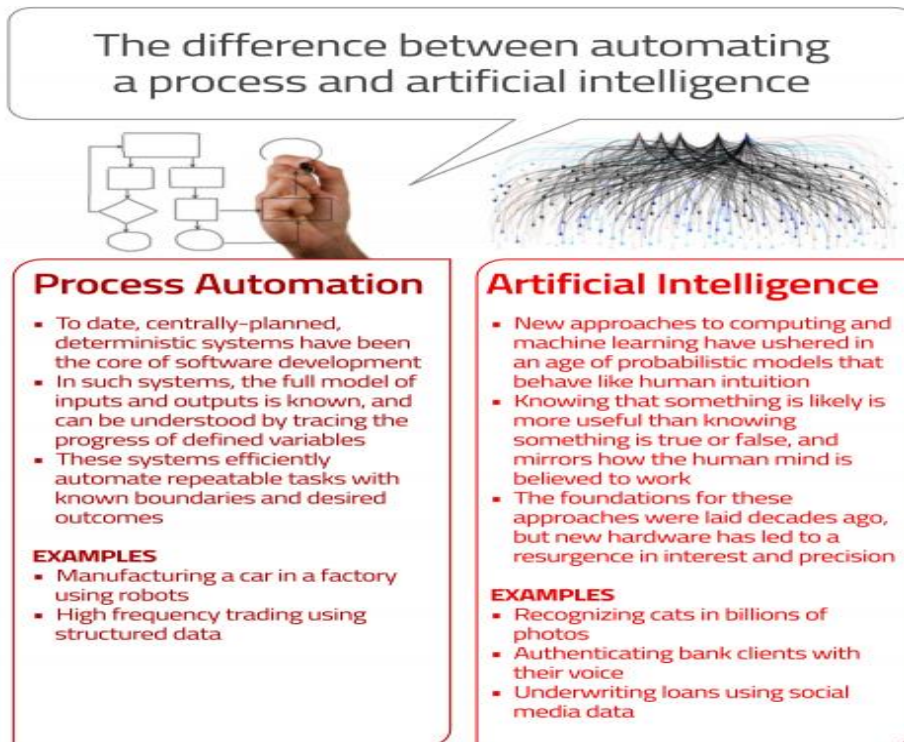 The difference between automating
a process and artificial intelligence
Process Automation
▪ To date, centrally-planned,
deterministic systems have been
the core of software development
▪ In such systems, the full model of
inputs and outputs is known, and
can be understood by tracing the
progress of defined variables
▪ These systems efficiently
automate repeatable tasks with
known boundaries and desired
outcomes
EXAMPLES
▪ Manufacturing a car in a factory
using robots
▪ High frequency trading using
structured data
Artificial Intelligence
▪ New approaches to computing and
machine learning have ushered in
an age of probabilistic models that
behave like human intuition
▪ Knowing that something is likely is
more useful than knowing
something is true or false, and
mirrors how the human mind is
believed to work
▪ The foundations for these
approaches were laid decades ago,
but new hardware has led to a
resurgence in interest and precision
EXAMPLES
▪ Recognizing cats in billions of
photos
▪ Authenticating bank clients with
their voice
▪ Underwriting loans using social
media data